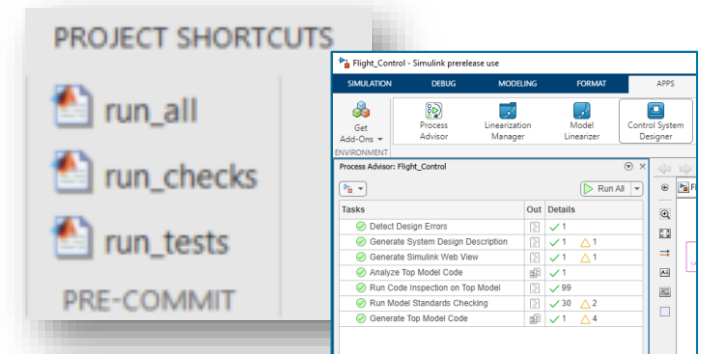 PROJECT SHORTCUTS
run_all
run_checks
run_tests
PRE-COMMIT
Flight_Control - Simulink prerelease use
SIMULATION DEBUG MODELING FORMAT APPS
Get Add-Ons
Process Advisor
Linearization Manager
Model Linearizer
Control System Designer
ENVIRONMENT
Process Advisor: Flight_Control
Run All
Tasks Out Details
Detect Design Errors 1
Generate System Design Description 1 1
Generate Simulink Web View 1 1
Analyze Top Model Code 1
Run Code Inspection on Top Model 99
Run Model Standards Checking 30 2
Generate Top Model Code 1 4